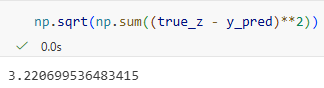 np.sqrt(np.sum((true_z - y_pred)**2))
0.0s
3.220699536483415